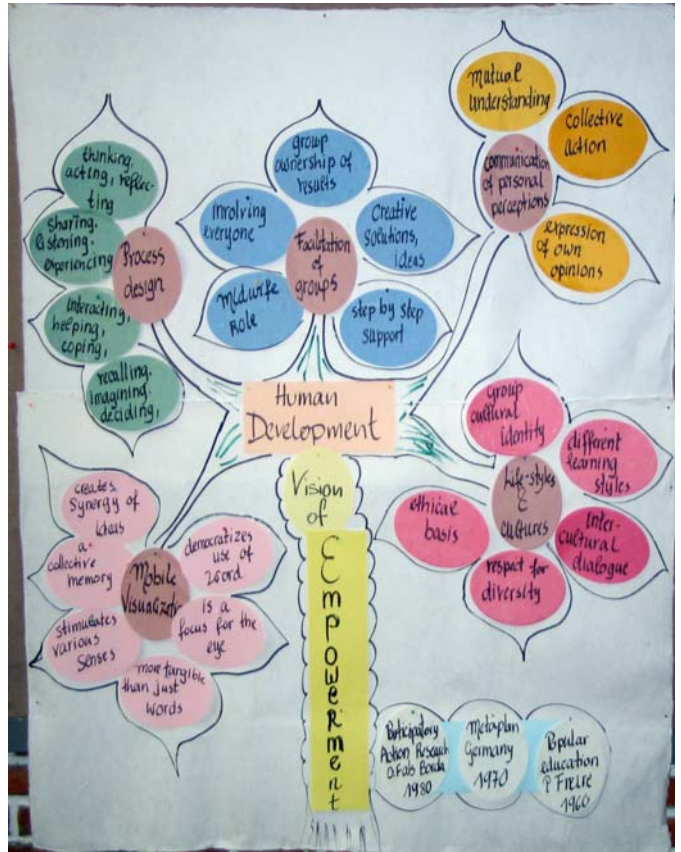 thinking,
acting, reflec-
ting
sharing.
listening.
experiencing
interacting,
helping,
coping,
recalling.
imagining.
deciding,
Process
design
group
ownership of
results
involving
everyone
Creative
solutions,
ideas
midwife
Role
step by step
support
Facilitation
of
groups
mutual
understanding
collective
action
expression
of own
opinions
communication
of personal
perceptions
Human
Development
Vision
of
Empowerment
group
cultural
identity
different
learning
styles
ethical
basis
Inter-
cultural
dialogue
respect for
diversity
Life-styles
&
cultures
creates
Synergy of
ideas
a
collective
memory
democratizes
use of
word
stimulates
various
Senses
is a
focus for the
eye
more tangible
than just
words
Mobile
Participatory
Action Research
O. Fals Borda
1980
Metaplan
Germany
1970
Popular
education
P. Freire
1960